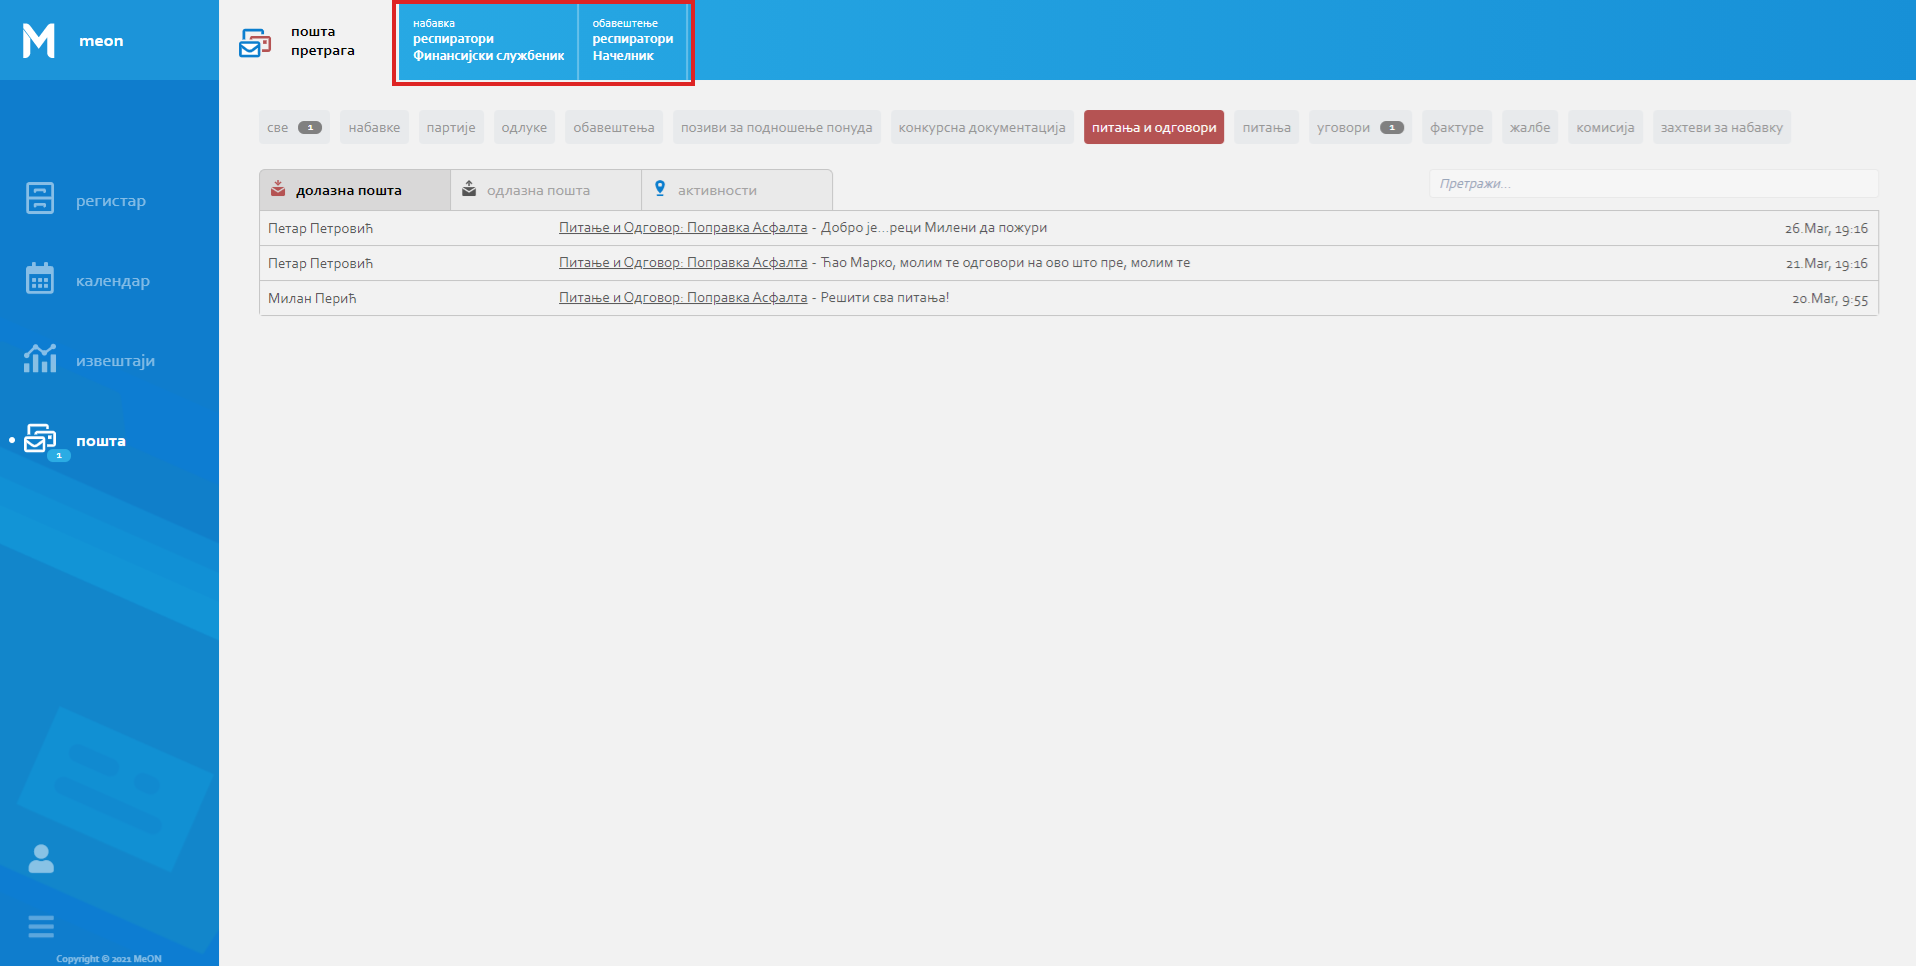 meon
пошта
претрага
набавка
респиратори
Финансијски службеник
обавештење
респиратори
Начелник
све 1 набавке партије одлуке обавештења позиви за подношење понуда конкурсна документација питања и одговори питања уговори 1 фактуре жалбе комисија захтеви за набавку
долазна пошта одлазна пошта активности Претражи...
Петар Петровић Питање и Одговор: Поправка Асфалта - Добро је...реци Милени да пожури 26.Mar, 19:16
Петар Петровић Питање и Одговор: Поправка Асфалта - Ћао Марко, молим те одговори на ово што пре, молим те 21.Mar, 19:16
Милан Перић Питање и Одговор: Поправка Асфалта - Решити сва питања! 20.Mar, 9:55
регистар
календар
извештаји
пошта
1
Copyright © 2021 MeON